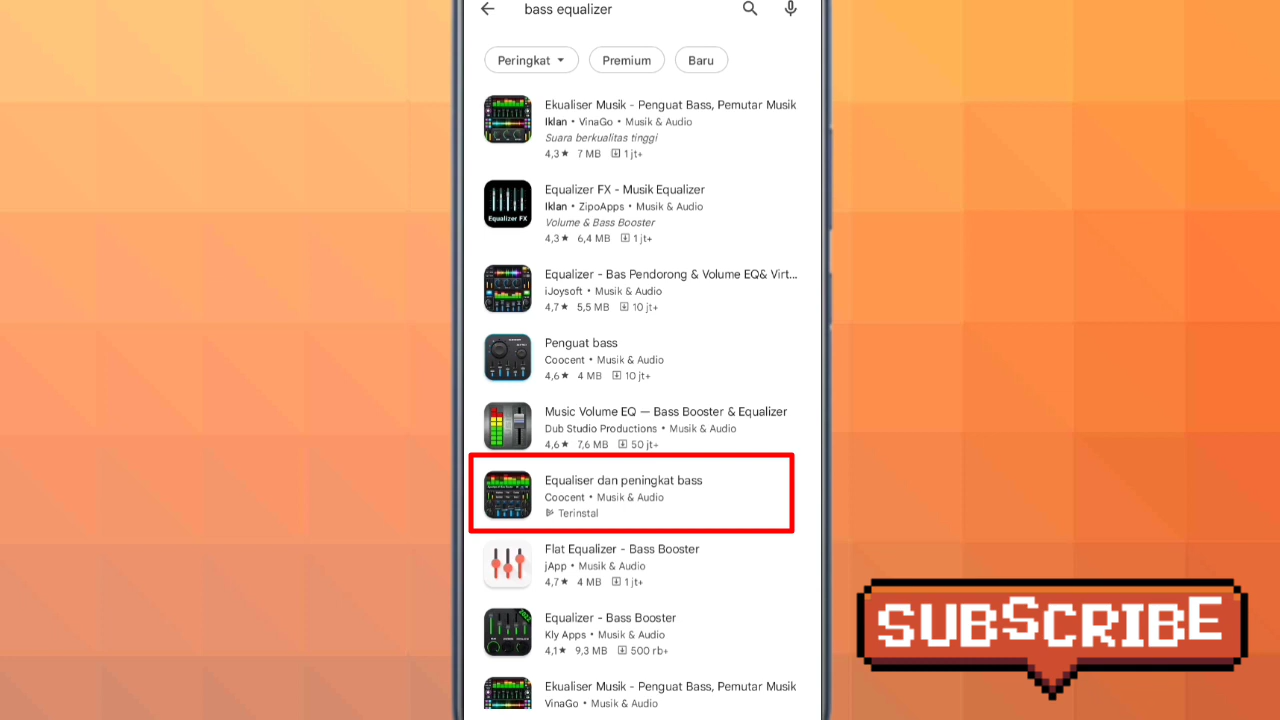 bass equalizer
Peringkat
Premium
Baru
Ekualiser Musik - Penguat Bass, Pemutar Musik
Iklan • VinaGo • Musik & Audio
Suara berkualitas tinggi
4,3★ 7 MB 1 jt+
Equalizer FX
Equalizer FX - Musik Equalizer
Iklan • ZipoApps • Musik & Audio
Volume & Bass Booster
4,3★ 6,4 MB 1 jt+
Equalizer - Bas Pendorong & Volume EQ& Virt...
iJoysoft • Musik & Audio
4,7★ 5,5 MB 10 jt+
Penguat bass
Coocent • Musik & Audio
4,6★ 4 MB 10 jt+
Music Volume EQ — Bass Booster & Equalizer
Dub Studio Productions • Musik & Audio
4,6★ 7,6 MB 50 jt+
Equaliser dan peningkat bass
Coocent • Musik & Audio
Terinstal
Flat Equalizer - Bass Booster
jApp • Musik & Audio
4,7★ 4 MB 1 jt+
Equalizer - Bass Booster
Kly Apps • Musik & Audio
4,1★ 9,3 MB 500 rb+
Ekualiser Musik - Penguat Bass, Pemutar Musik
VinaGo • Musik & Audio
SUBSCRIBE